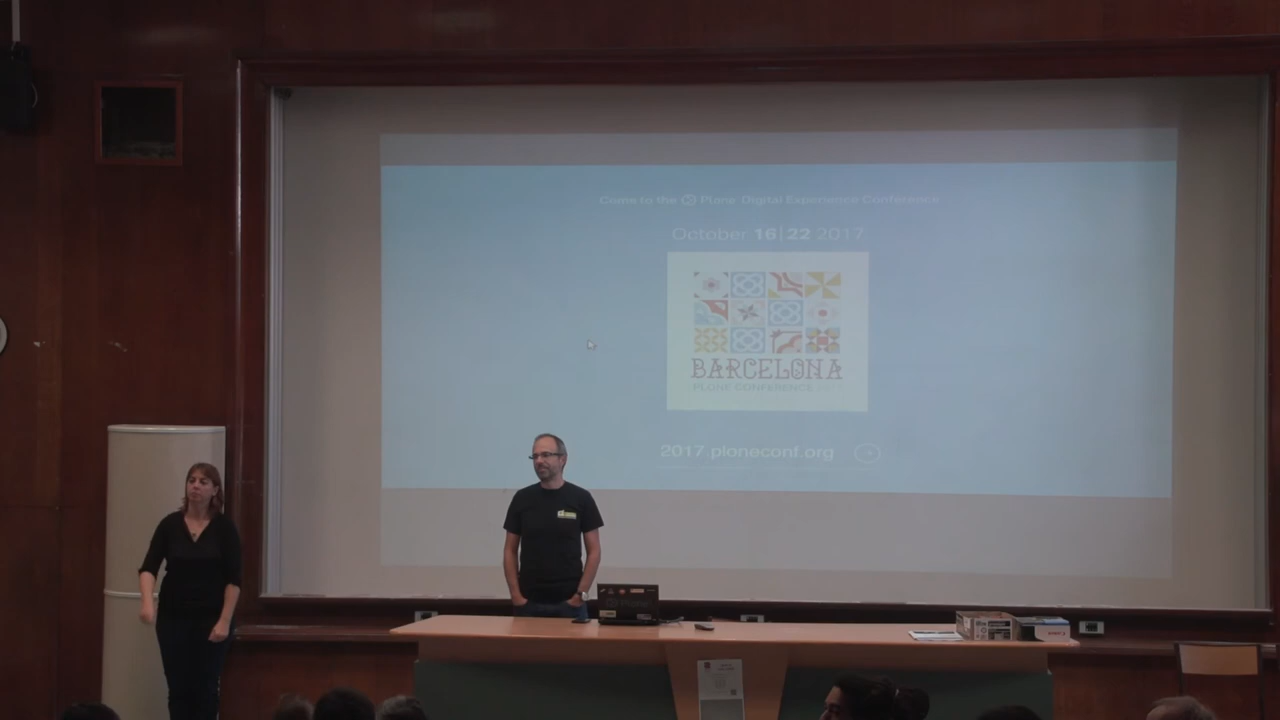 Come to the Plone Digital Experience Conference
October 16|22 2017
BARCELONA
PLONE CONFERENCE
2017.ploneconf.org